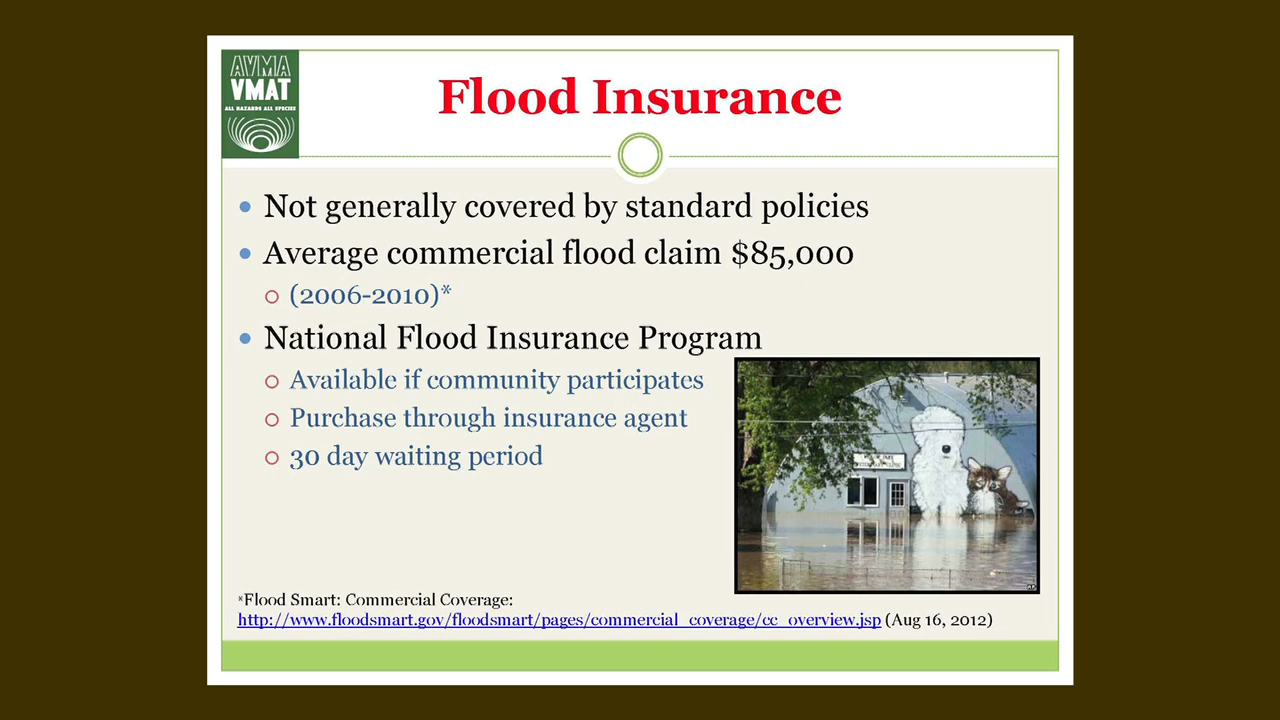 AVMA
VMAT
ALL HAZARDS ALL SPECIES
Flood Insurance
Not generally covered by standard policies
Average commercial flood claim $85,000
(2006-2010)*
National Flood Insurance Program
Available if community participates
Purchase through insurance agent
30 day waiting period
*Flood Smart: Commercial Coverage:
http://www.floodsmart.gov/floodsmart/pages/commercial_coverage/cc_overview.jsp (Aug 16, 2012)